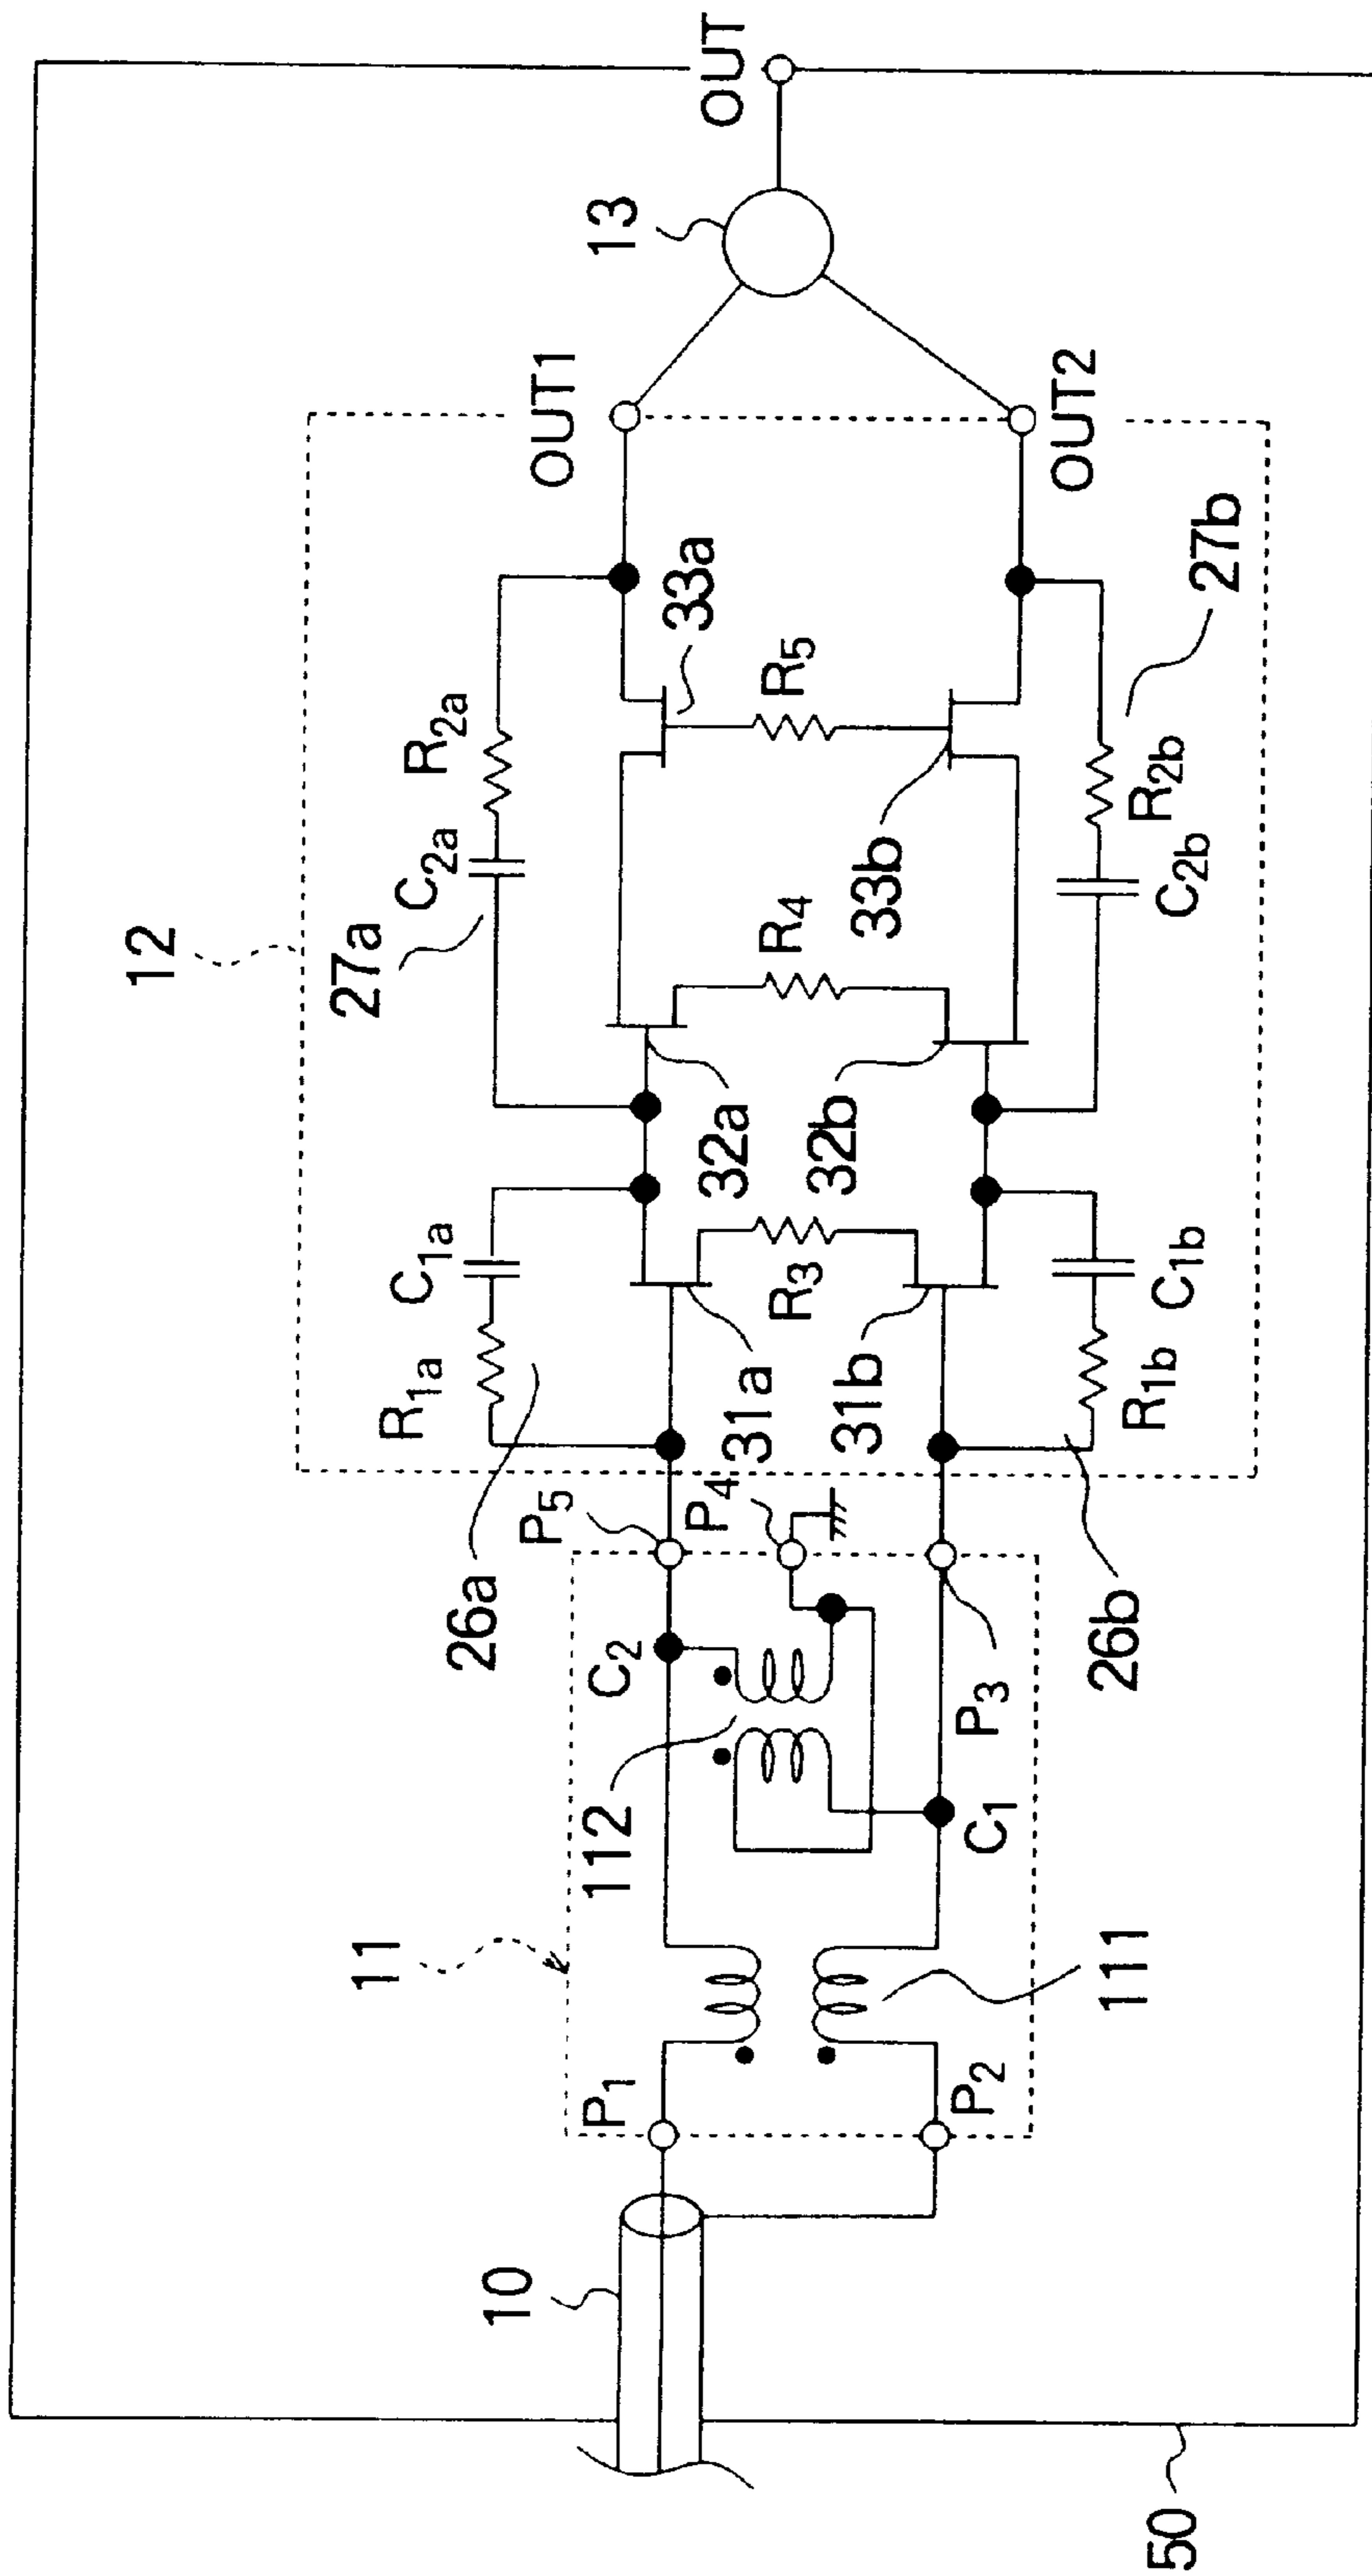 50
10
11
P1
P2
111
112
C2
C1
P5
P4
P3
26a
26b
12
R1a
C1a
31a
R3
31b
R1b
C1b
27a
C2a
R2a
32a
R4
32b
33a
R5
33b
C2b
R2b
27b
OUT1
OUT2
13
OUT